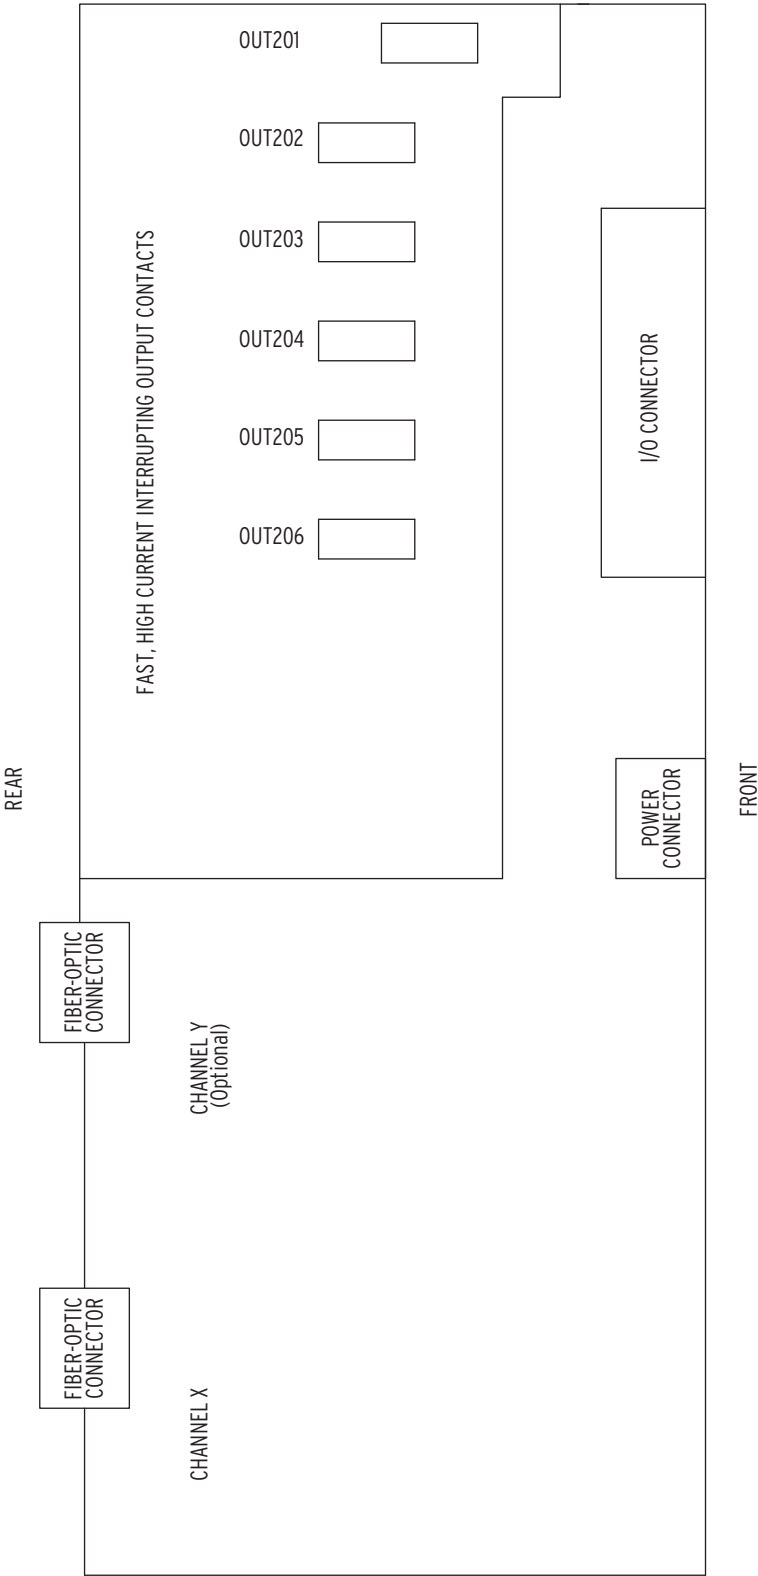 OUT201
OUT202
OUT203
OUT204
OUT205
OUT206
FAST, HIGH CURRENT INTERRUPTING OUTPUT CONTACTS
I/O CONNECTOR
REAR
POWER
CONNECTOR
FRONT
FIBER-OPTIC
CONNECTOR
CHANNEL Y
(Optional)
FIBER-OPTIC
CONNECTOR
CHANNEL X